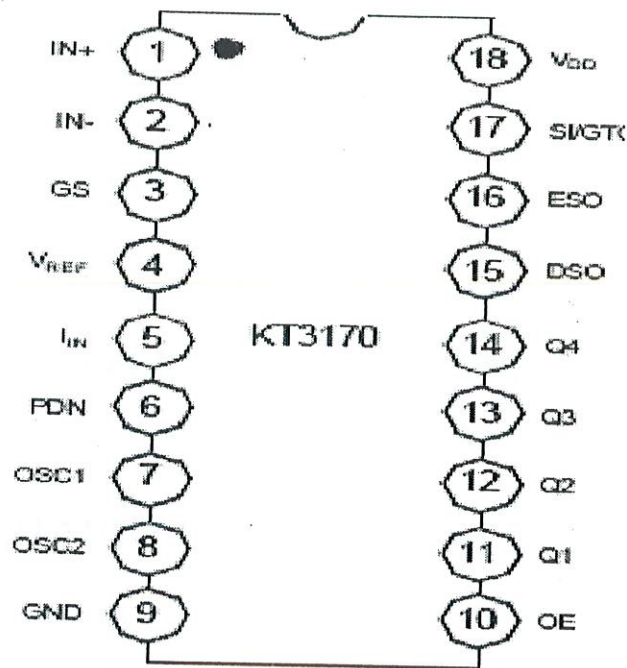 IN+ 1 18 VDD
IN- 2 17 SI/GTO
GS 3 16 ESO
VREF 4 15 DSO
IIN 5 KT3170 14 Q4
PDN 6 13 Q3
OSC1 7 12 Q2
OSC2 8 11 Q1
GND 9 10 OE